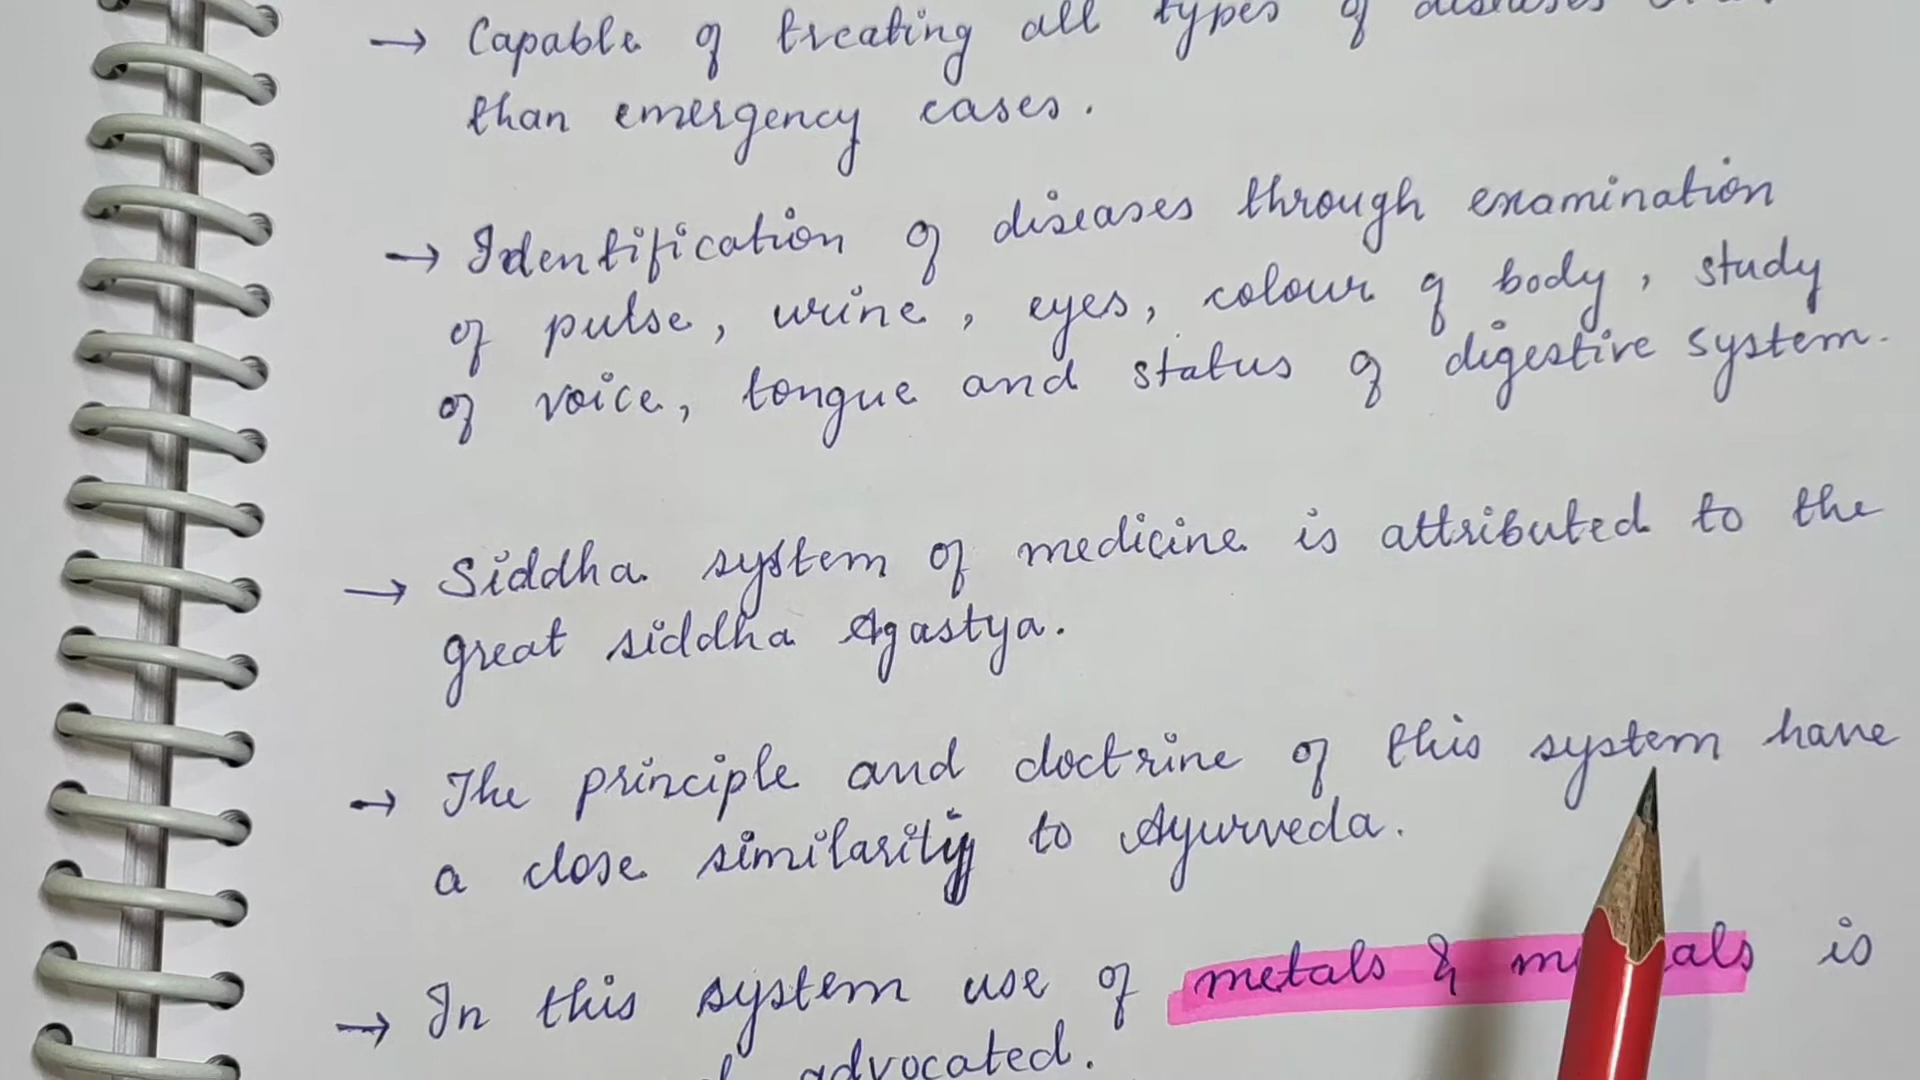 → Capable of treating all types of diseases
than emergency cases.
→ Identification of diseases through examination
of pulse, urine, eyes, colour of body, study
of voice, tongue and status of digestive system.
→ Siddha system of medicine is attributed to the
great siddha Agastya.
→ The principle and doctrine of this system have
a close similarity to Ayurveda.
→ In this system use of metals & is
advocated.